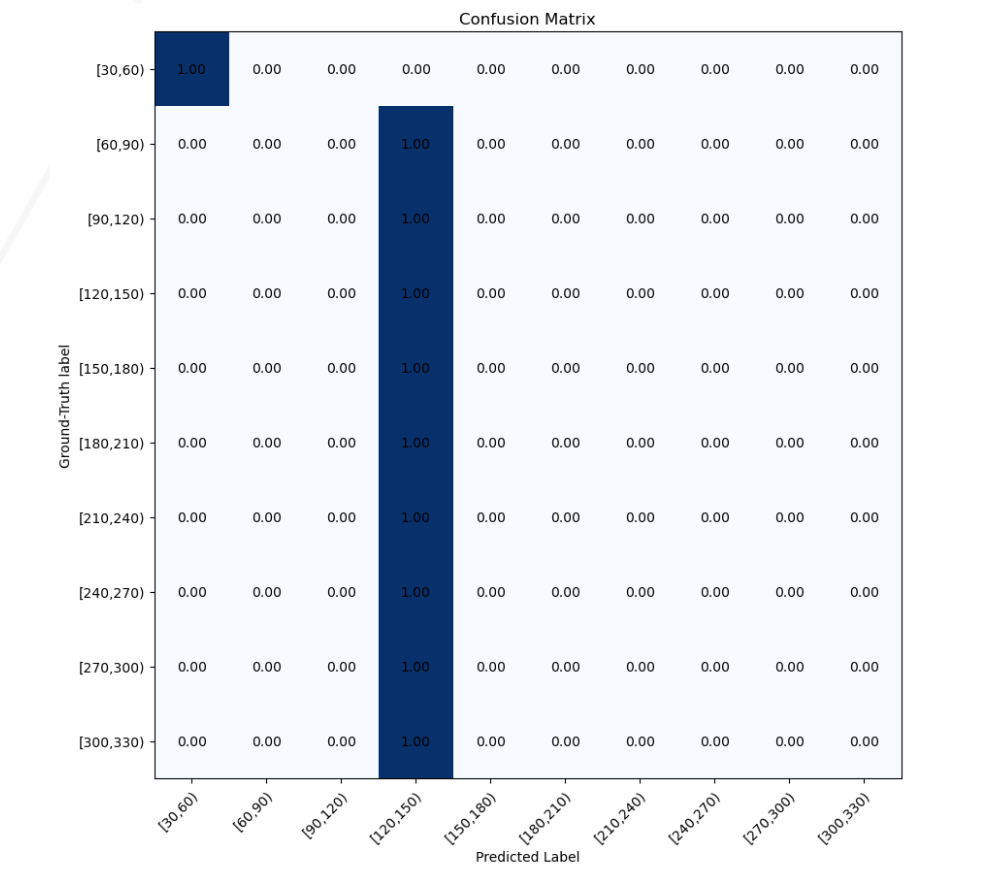 Confusion Matrix
[30,60) 1.00 0.00 0.00 0.00 0.00 0.00 0.00 0.00 0.00 0.00
[60,90) 0.00 0.00 0.00 1.00 0.00 0.00 0.00 0.00 0.00 0.00
[90,120) 0.00 0.00 0.00 1.00 0.00 0.00 0.00 0.00 0.00 0.00
[120,150) 0.00 0.00 0.00 1.00 0.00 0.00 0.00 0.00 0.00 0.00
[150,180) 0.00 0.00 0.00 1.00 0.00 0.00 0.00 0.00 0.00 0.00
[180,210) 0.00 0.00 0.00 1.00 0.00 0.00 0.00 0.00 0.00 0.00
[210,240) 0.00 0.00 0.00 1.00 0.00 0.00 0.00 0.00 0.00 0.00
[240,270) 0.00 0.00 0.00 1.00 0.00 0.00 0.00 0.00 0.00 0.00
[270,300) 0.00 0.00 0.00 1.00 0.00 0.00 0.00 0.00 0.00 0.00
[300,330) 0.00 0.00 0.00 1.00 0.00 0.00 0.00 0.00 0.00 0.00
Ground-Truth label
[30,60) [60,90) [90,120) [120,150) [150,180) [180,210) [210,240) [240,270) [270,300) [300,330)
Predicted Label